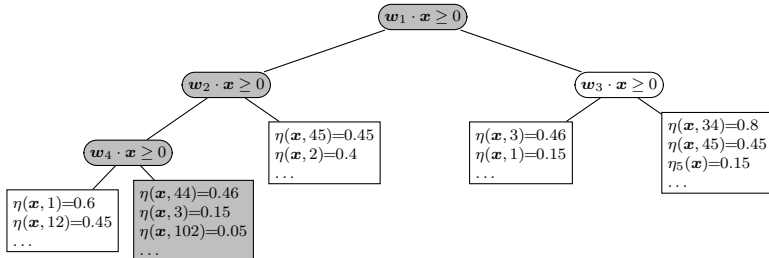 w₁ · x ≥ 0
w₂ · x ≥ 0
w₃ · x ≥ 0
η(x, 45)=0.45
η(x, 2)=0.4
...
η(x, 3)=0.46
η(x, 1)=0.15
...
η(x, 34)=0.8
η(x, 45)=0.45
η₅(x)=0.15
...
w₄ · x ≥ 0
η(x, 1)=0.6
η(x, 12)=0.45
...
η(x, 44)=0.46
η(x, 3)=0.15
η(x, 102)=0.05
...